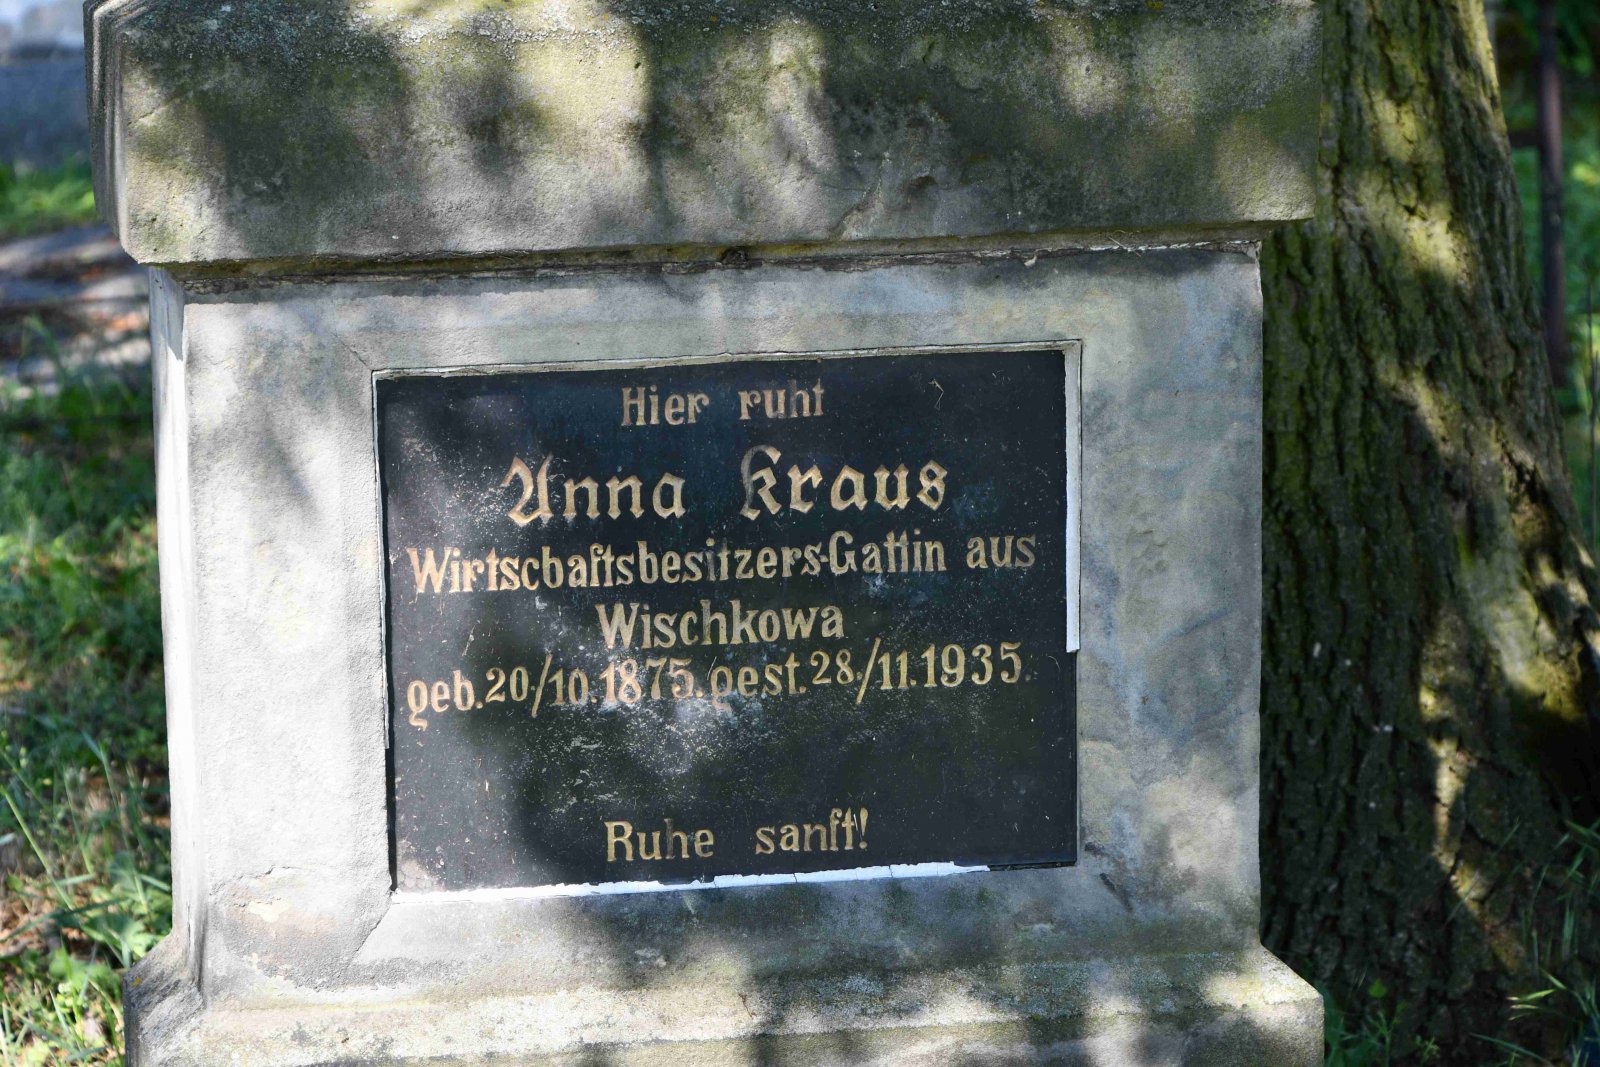 Hier ruht
Anna Kraus
Wirtschaftsbesitzers-Gattin aus
Wischkowa
geb. 20./10.1875. gest. 28./11.1935.
Ruhe sanft!